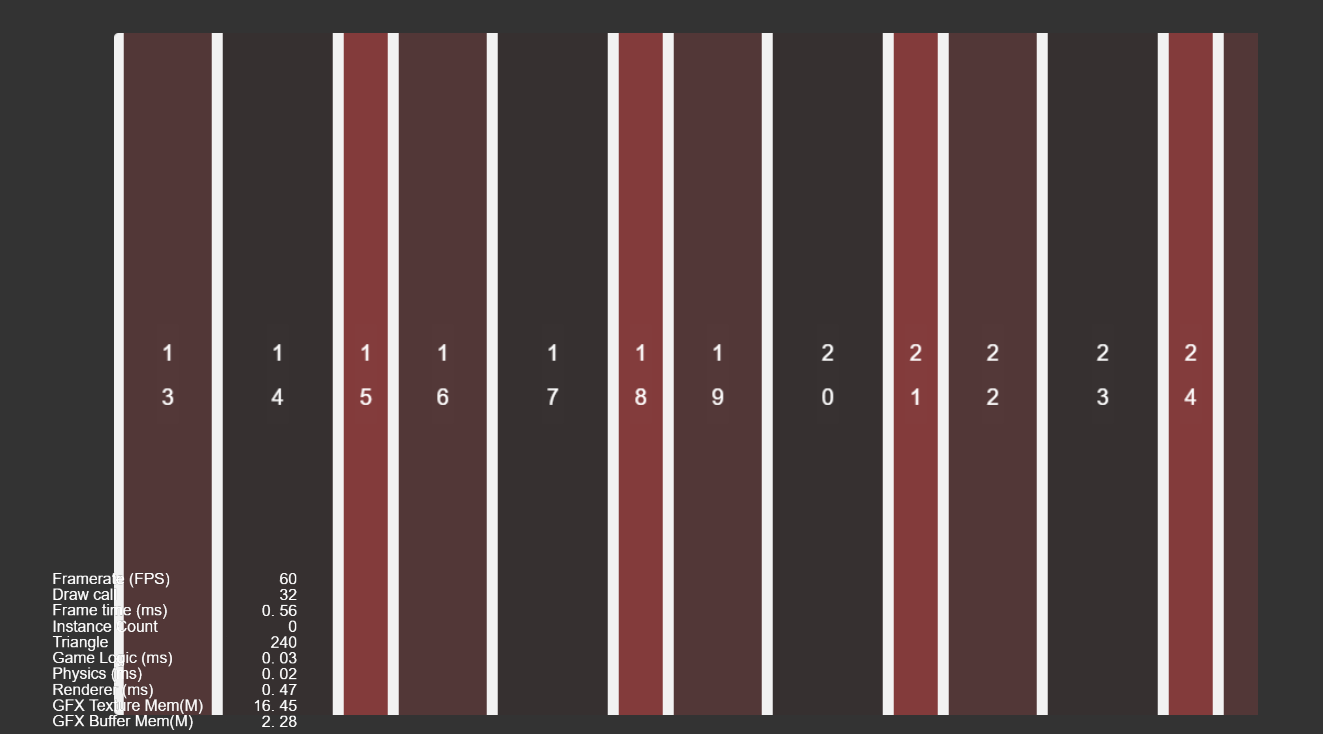 1 1 1 1 1 1 1 2 2 2 2 2
3 4 5 6 7 8 9 0 1 2 3 4
Framerate (FPS) 60
Draw call 32
Frame time (ms) 0. 56
Instance Count 0
Triangle 240
Game Logic (ms) 0. 03
Physics (ms) 0. 02
Renderer (ms) 0. 47
GFX Texture Mem(M) 16. 45
GFX Buffer Mem(M) 2. 28